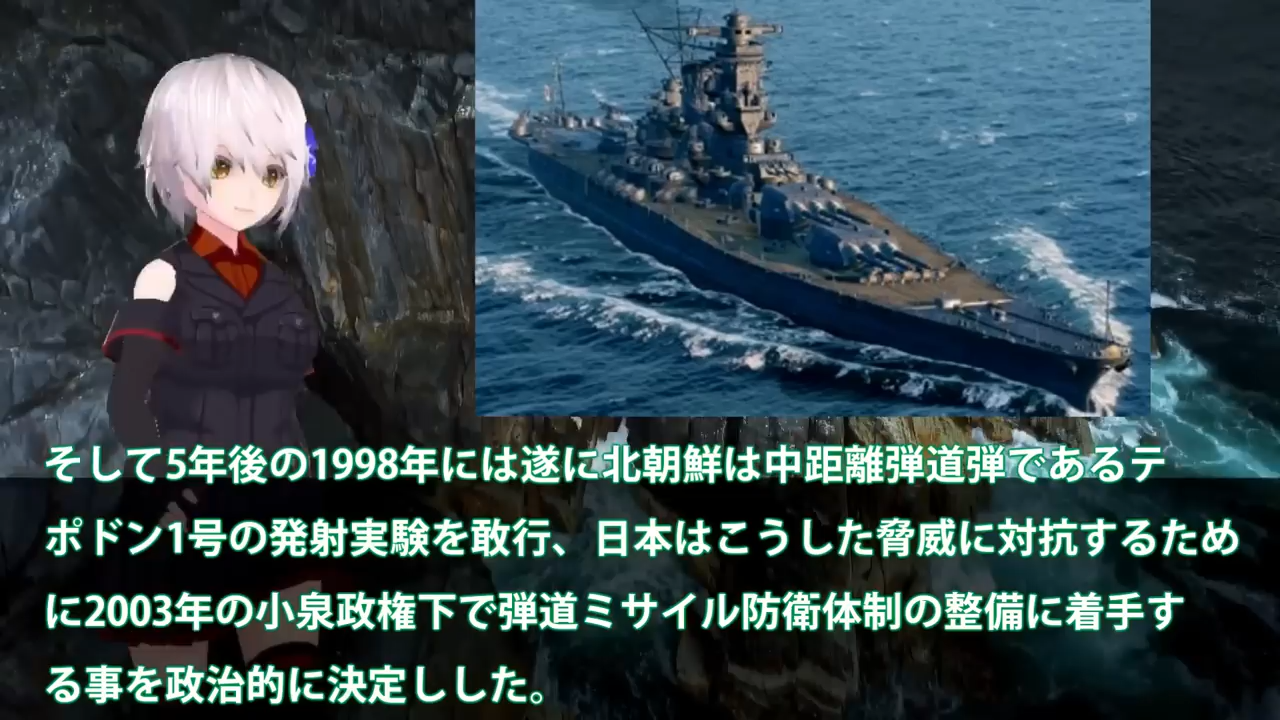 そして5年後の1998年には遂に北朝鮮は中距離弾道弾であるテ
ポドン1号の発射実験を敢行、日本はこうした脅威に対抗するため
に2003年の小泉政権下で弾道ミサイル防衛体制の整備に着手す
る事を政治的に決定しした。